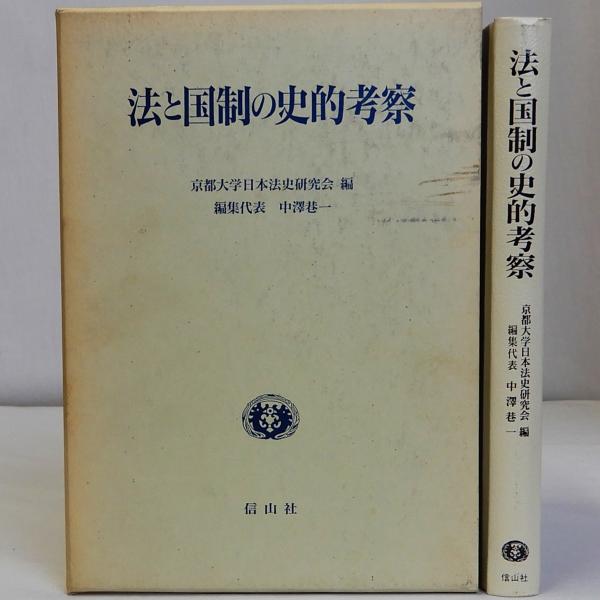 法と国制の史的考察
京都大学日本法史研究会 編
編集代表 中澤巷一
信山社
法と国制の史的考察
京都大学日本法史研究会 編
編集代表 中澤巷一
信山社